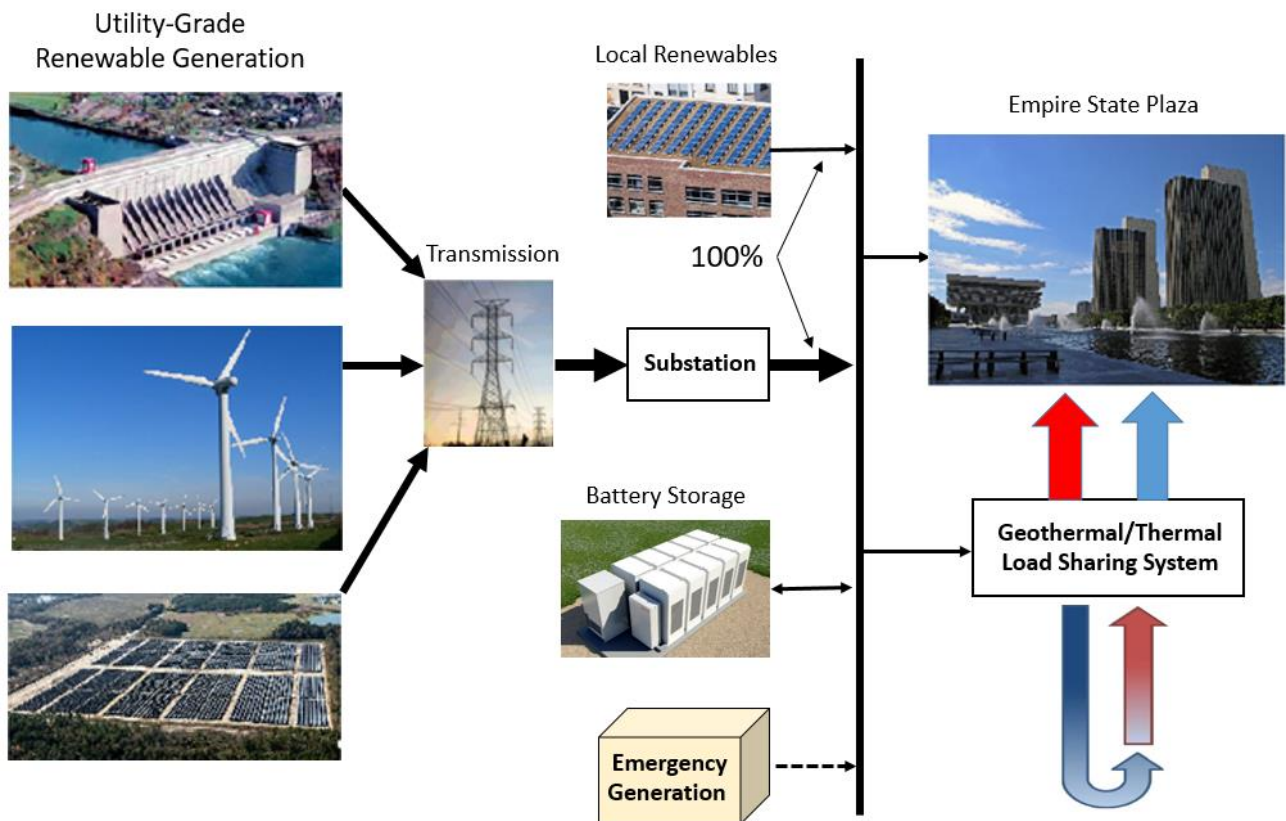 Utility-Grade
Renewable Generation
Local Renewables
Empire State Plaza
Transmission
100%
Substation
Battery Storage
Geothermal/Thermal
Load Sharing System
Emergency
Generation